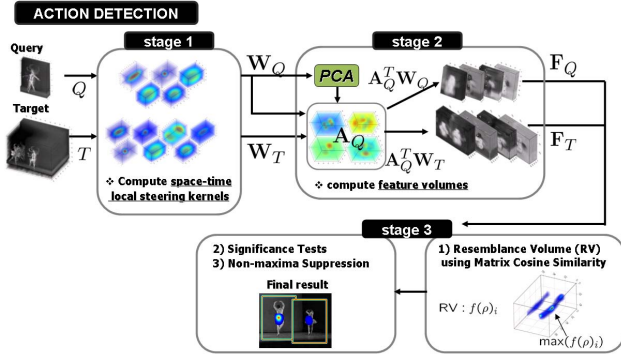 ACTION DETECTION
stage 1
stage 2
Query
Q
Target
T
❖ Compute space-time
local steering kernels
W_Q
W_T
PCA
A_Q
A_Q^T W_Q
A_Q^T W_T
❖ compute feature volumes
F_Q
F_T
stage 3
2) Significance Tests
3) Non-maxima Suppression
Final result
1) Resemblance Volume (RV)
using Matrix Cosine Similarity
RV : f(ρ)_i
max(f(ρ)_i)